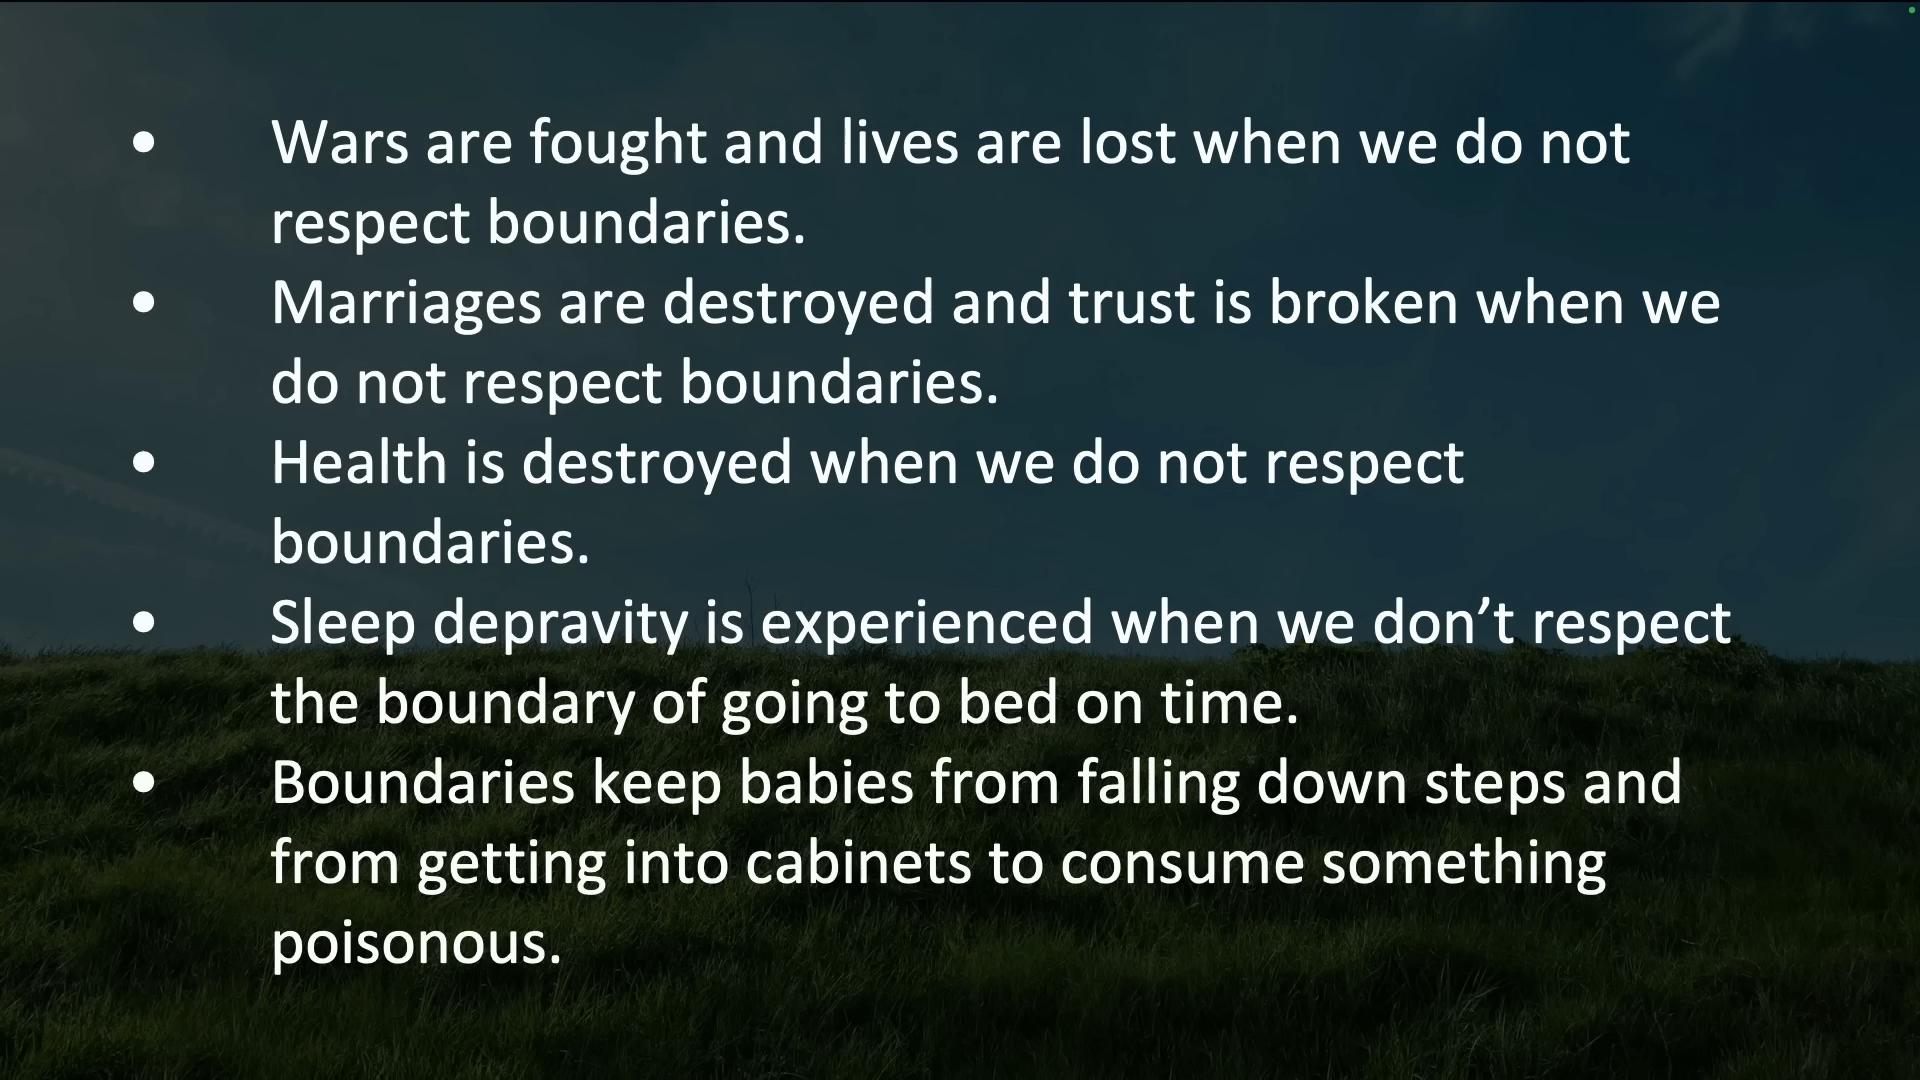 • Wars are fought and lives are lost when we do not
respect boundaries.
• Marriages are destroyed and trust is broken when we
do not respect boundaries.
• Health is destroyed when we do not respect
boundaries.
• Sleep depravity is experienced when we don’t respect
the boundary of going to bed on time.
• Boundaries keep babies from falling down steps and
from getting into cabinets to consume something
poisonous.